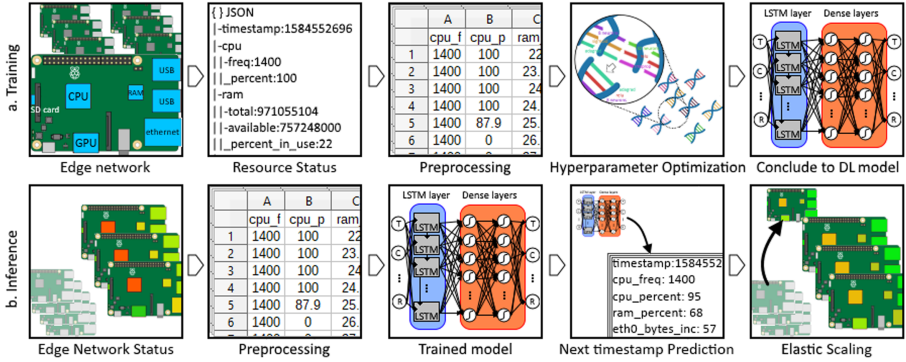 a. Training
SD card
CPU
RAM
GPU
USB
USB
ethernet
Edge network
{ } JSON
|-timestamp:1584552696
|-cpu
||-freq:1400
||_percent:100
|-ram
||-total:971055104
||-available:757248000
||_percent_in_use:22
Resource Status
A B C
cpu_f cpu_p ram_
1 1400 100 22
2 1400 100 23.
3 1400 100 24
4 1400 100 24.
5 1400 87.9 25.
6 1400 0 26.
Preprocessing
Hyperparameter Optimization
LSTM layer Dense layers
T
C
R
LSTM
LSTM
LSTM
LSTM
Conclude to DL model
b. Inference
Edge Network Status
A B C
cpu_f cpu_p ram_
1 1400 100 22
2 1400 100 23.
3 1400 100 24
4 1400 100 24.
5 1400 87.9 25.
6 1400 0 26.
Preprocessing
LSTM layer Dense layers
T
C
R
LSTM
LSTM
LSTM
LSTM
Trained model
timestamp:1584552
cpu_freq: 1400
cpu_percent: 95
ram_percent: 68
eth0_bytes_inc: 57
Next timestamp Prediction
Elastic Scaling